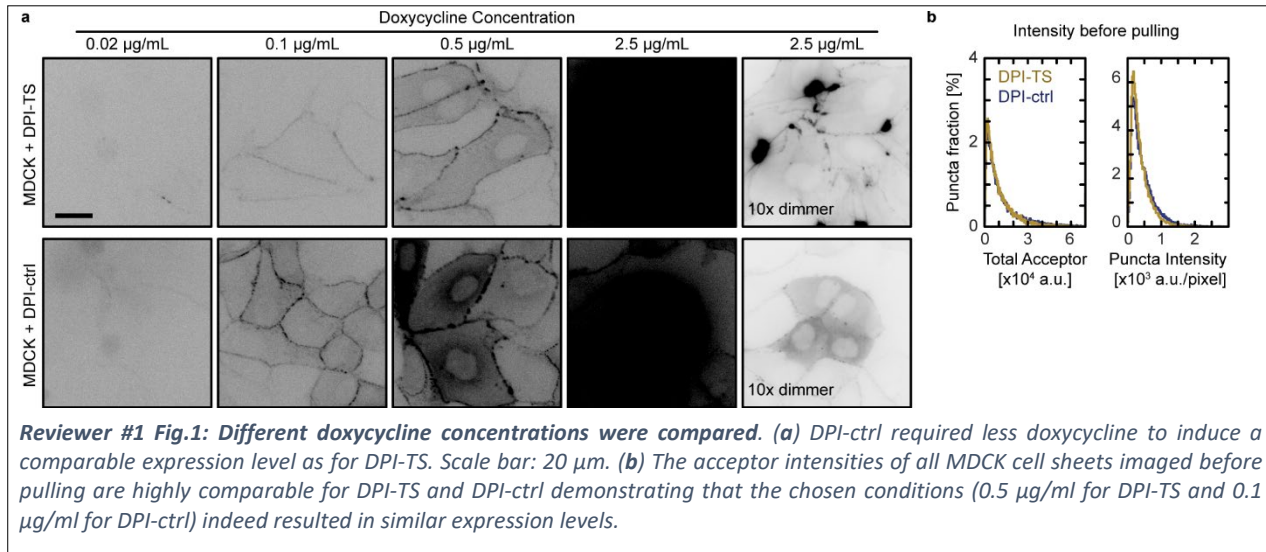 a
Doxycycline Concentration
0.02 µg/mL 0.1 µg/mL 0.5 µg/mL 2.5 µg/mL 2.5 µg/mL
MDCK + DPI-TS
10x dimmer
MDCK + DPI-ctrl
10x dimmer
b
Intensity before pulling
Puncta fraction [%]
4
3
2
1
0
DPI-TS
DPI-ctrl
0 3 6
Total Acceptor
[x10⁴ a.u.]
6
4
2
0
0 1 2
Puncta Intensity
[x10³ a.u./pixel]
Reviewer #1 Fig.1: Different doxycycline concentrations were compared. (a) DPI-ctrl required less doxycycline to induce a
comparable expression level as for DPI-TS. Scale bar: 20 µm. (b) The acceptor intensities of all MDCK cell sheets imaged before
pulling are highly comparable for DPI-TS and DPI-ctrl demonstrating that the chosen conditions (0.5 µg/ml for DPI-TS and 0.1
µg/ml for DPI-ctrl) indeed resulted in similar expression levels.